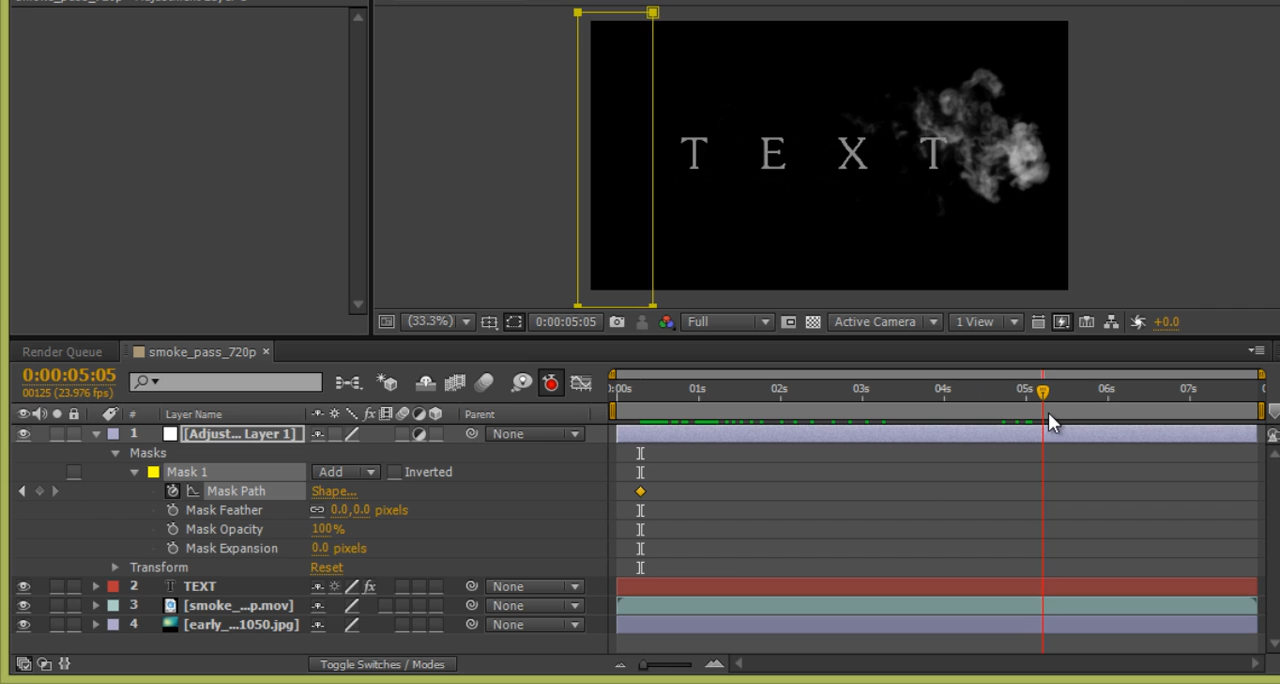 T E X T
(33.3%) 0:00:05:05 Full Active Camera 1 View +0.0
Render Queue smoke_pass_720p ×
0:00:05:05
00125 (23.976 fps)
:00s 01s 02s 03s 04s 05s 06s 07s
# Layer Name fx Parent
1 [Adjust... Layer 1] None
Masks
Mask 1 Add Inverted
Mask Path Shape...
Mask Feather 0.0,0.0 pixels
Mask Opacity 100%
Mask Expansion 0.0 pixels
Transform Reset
2 T TEXT fx None
3 [smoke_...p.mov] None
4 [early_...1050.jpg] None
Toggle Switches / Modes